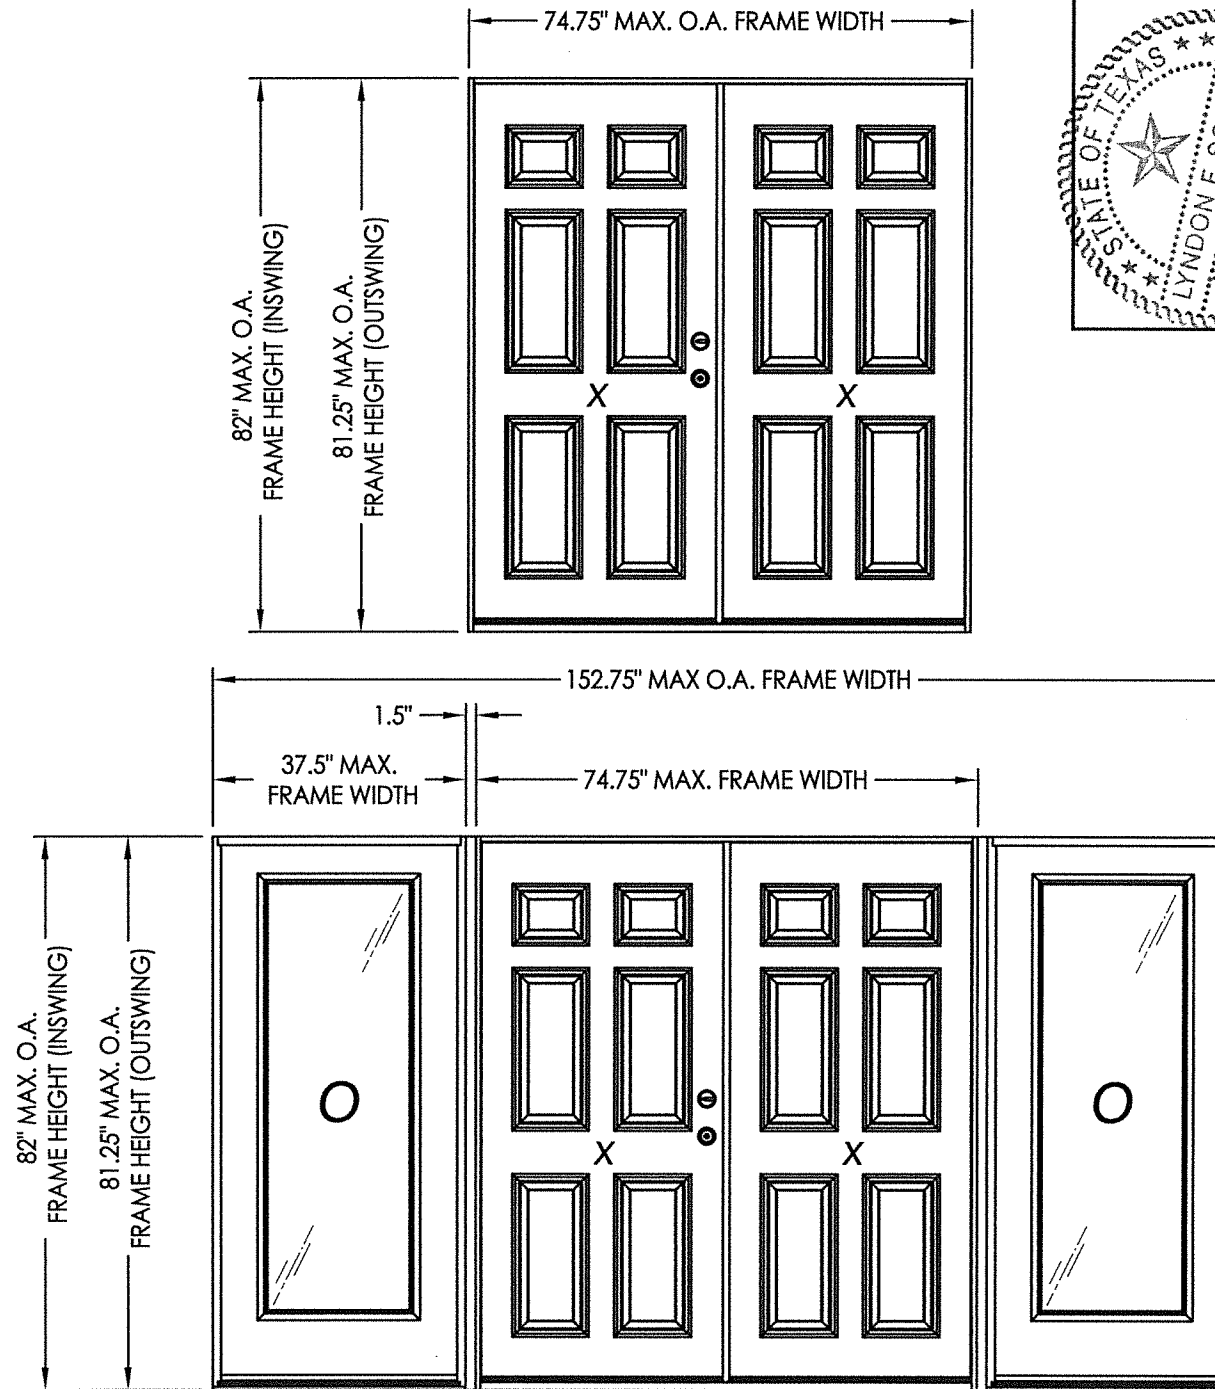 74.75" MAX. O.A. FRAME WIDTH
STATE OF TEXAS
LYNDON F.
82" MAX. O.A.
FRAME HEIGHT (INSWING)
81.25" MAX. O.A.
FRAME HEIGHT (OUTSWING)
X
X
152.75" MAX O.A. FRAME WIDTH
1.5"
37.5" MAX.
FRAME WIDTH
74.75" MAX. FRAME WIDTH
82" MAX. O.A.
FRAME HEIGHT (INSWING)
81.25" MAX. O.A.
FRAME HEIGHT (OUTSWING)
O
X
X
O